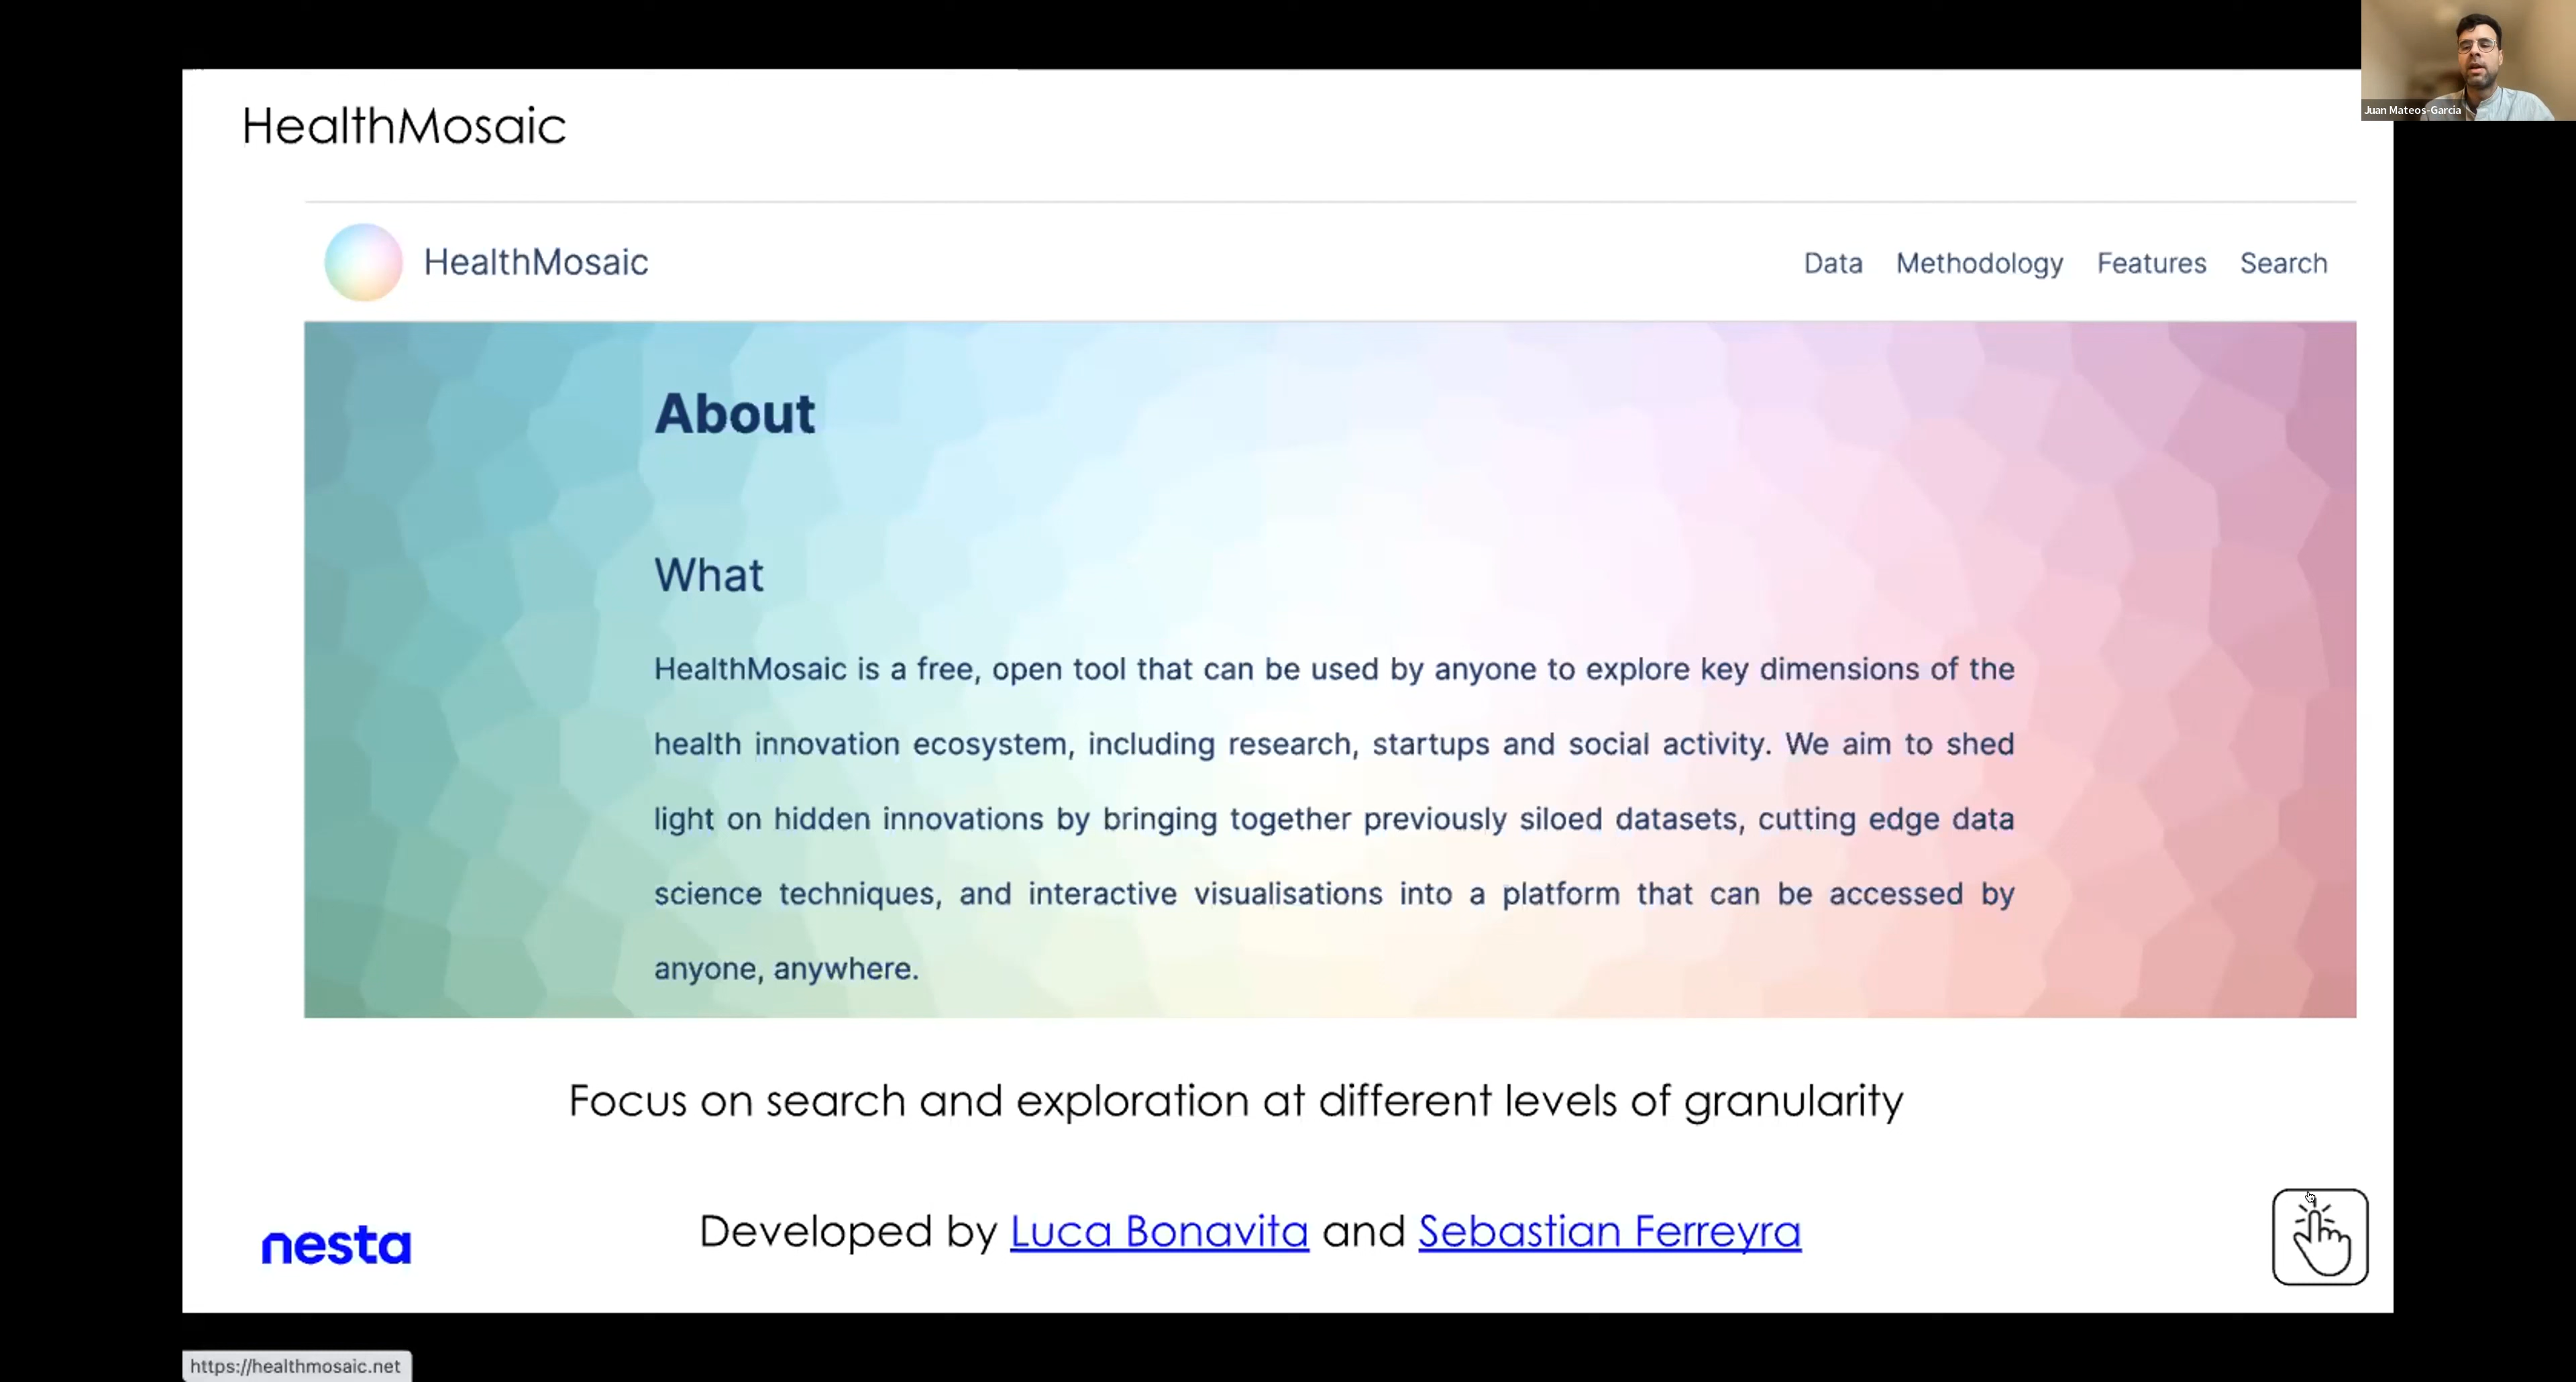 Juan Mateos-Garcia
HealthMosaic
HealthMosaic
Data Methodology Features Search
About
What
HealthMosaic is a free, open tool that can be used by anyone to explore key dimensions of the
health innovation ecosystem, including research, startups and social activity. We aim to shed
light on hidden innovations by bringing together previously siloed datasets, cutting edge data
science techniques, and interactive visualisations into a platform that can be accessed by
anyone, anywhere.
Focus on search and exploration at different levels of granularity
nesta
Developed by Luca Bonavita and Sebastian Ferreyra
https://healthmosaic.net